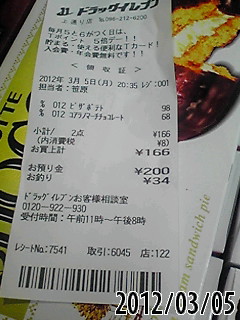 ドラッグイレブン
上通り店 ℡096-212-6200
毎月5と6がつく日は、
Tポイント 5倍デー!!
貯まる・使える便利なTカード!
入会・年会費無料です!!
< 領 収 証 >
2012年 3月 5日(月) 20:35 レジ:001
担当者:笹原
% 012 ピザポテト 98
% 012 コアラノマーチチョコレート 68
小計/ 2点 ¥166
(内消費税 ¥8)
お買上計 ¥166
お預り金 ¥200
お釣り ¥34
ドラッグイレブンお客様相談室
0120-922-930
受付時間:午前11時~午後8時
レシートNo:7541 取引:6045 店:122
m sandwich pie
2012/03/05